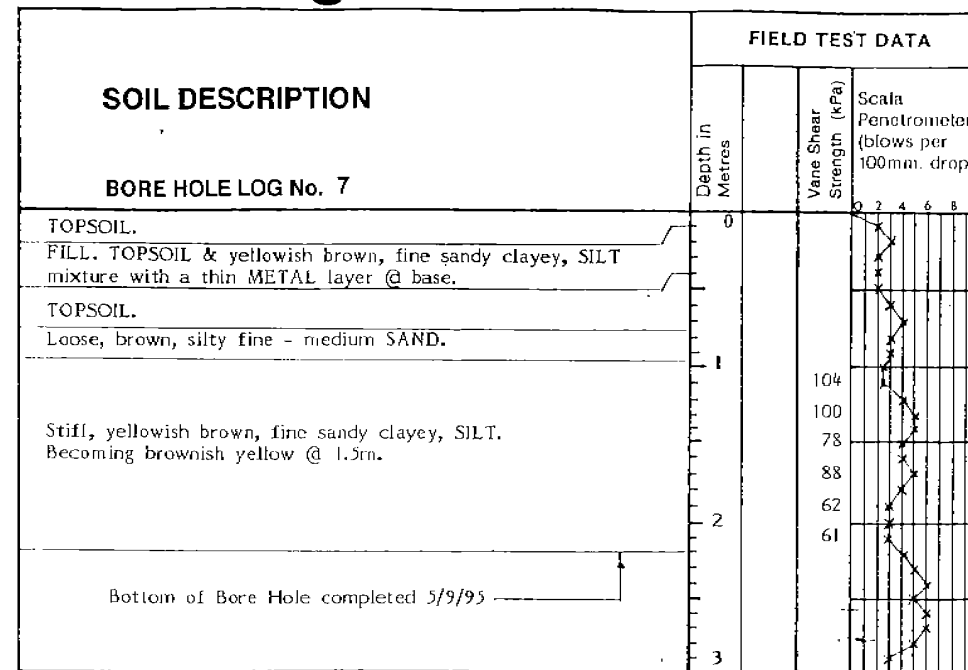 FIELD TEST DATA
SOIL DESCRIPTION
BORE HOLE LOG No. 7
Depth in
Metres
Vane Shear
Strength (kPa)
Scala
Penetrometer
(blows per
100mm. drop
0 2 4 6 8
TOPSOIL.
FILL. TOPSOIL & yellowish brown, fine sandy clayey, SILT
mixture with a thin METAL layer @ base.
TOPSOIL.
Loose, brown, silty fine - medium SAND.
Stiff, yellowish brown, fine sandy clayey, SILT.
Becoming brownish yellow @ 1.5m.
Bottom of Bore Hole completed 5/9/95
0
1
2
3
104
100
78
88
62
61